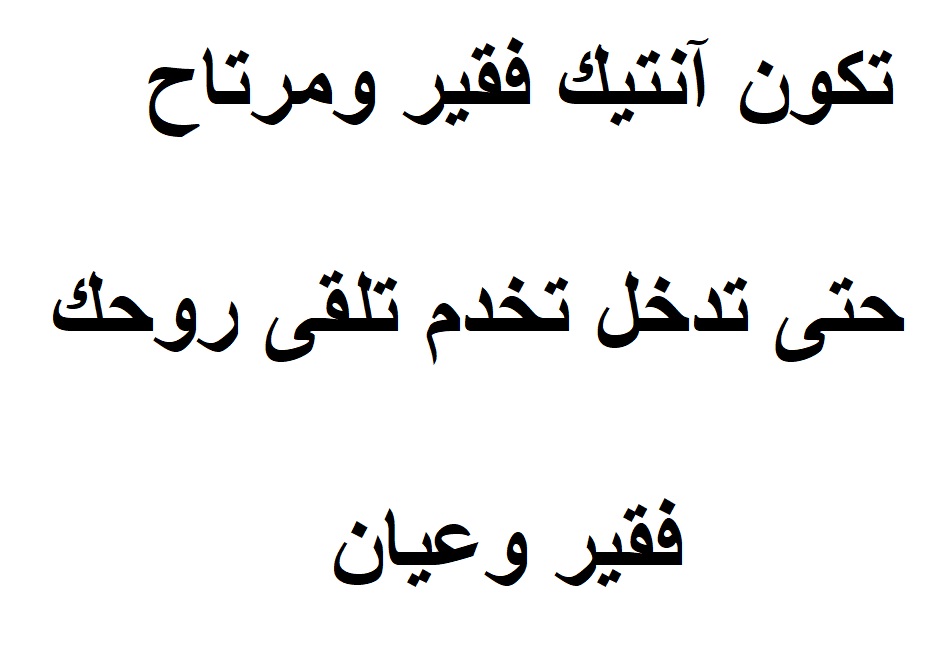 تكون آنتيك فقير ومرتاح
حتى تدخل تخدم تلقى روحك
فقير وعيان